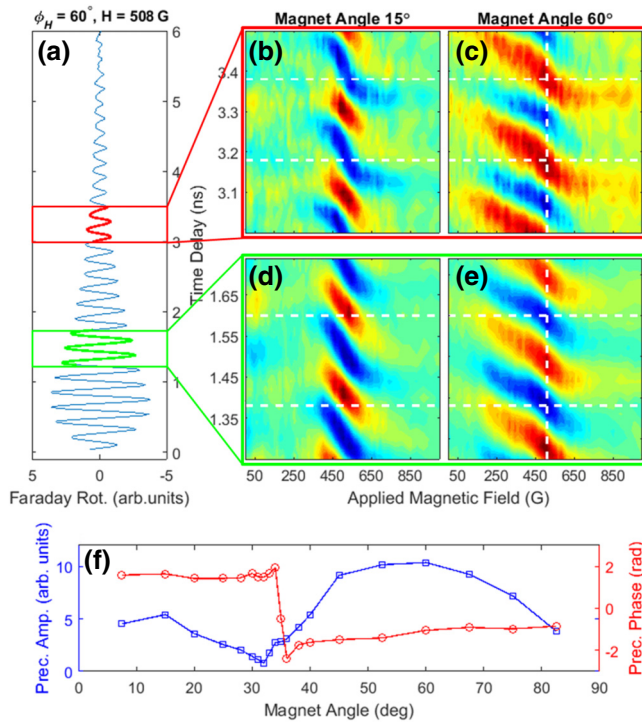 ϕH = 60°, H = 508 G
Magnet Angle 15°
Magnet Angle 60°
(a)
(b)
(c)
6
5
4
3
2
1
0
Time Delay (ns)
3.4
3.3
3.2
3.1
(d)
(e)
1.65
1.55
1.45
1.35
5 0 -5
Faraday Rot. (arb.units)
50 250 450 650 850
50 250 450 650 850
Applied Magnetic Field (G)
(f)
Prec. Amp. (arb. units)
10
5
0
Prec. Phase (rad)
2
0
-2
0 10 20 30 40 50 60 70 80 90
Magnet Angle (deg)